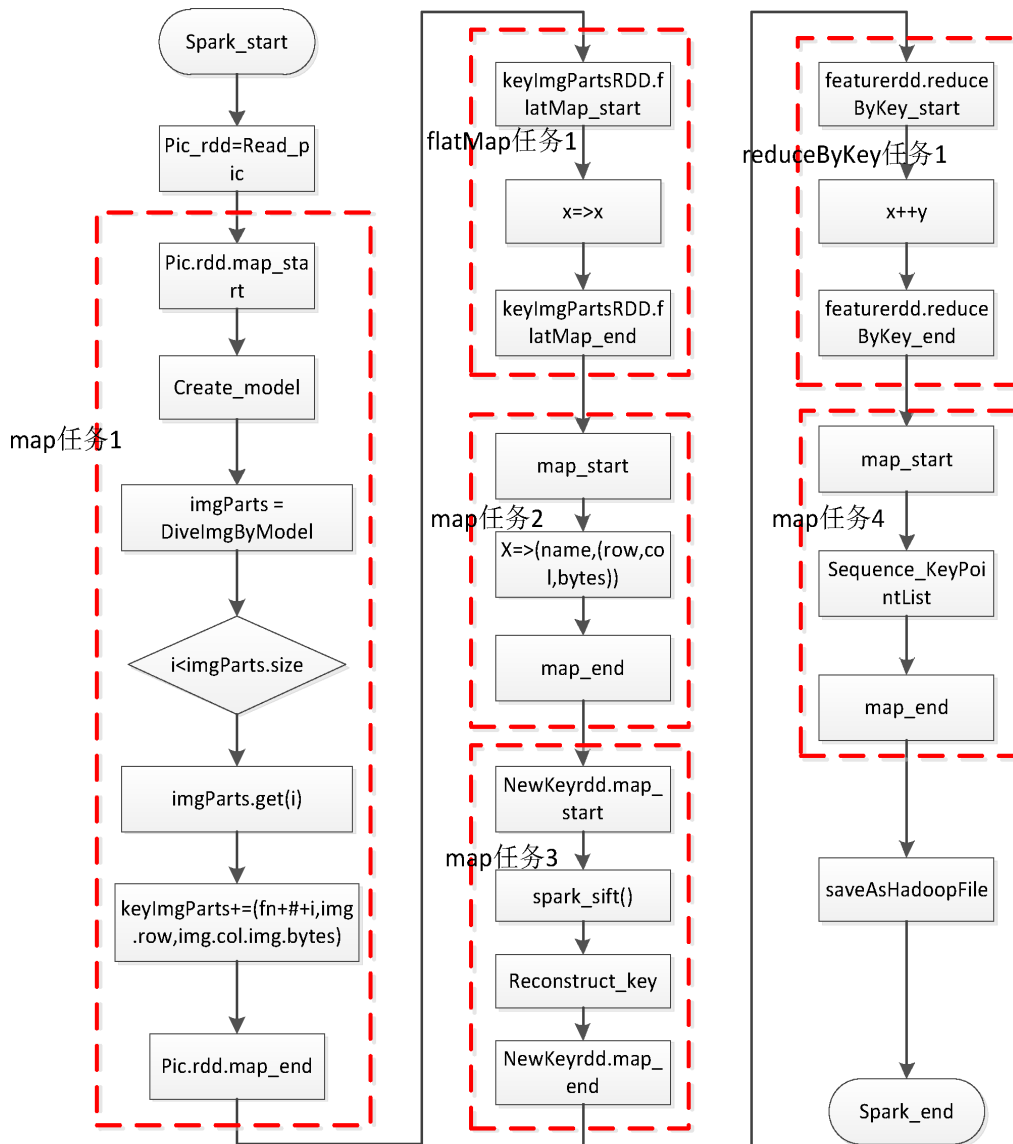 Spark_start
Pic_rdd=Read_p
ic
Pic.rdd.map_sta
rt
Create_model
map任务1
imgParts =
DiveImgByModel
i<imgParts.size
imgParts.get(i)
keyImgParts+=(fn+#+i,img
.row,img.col.img.bytes)
Pic.rdd.map_end
keyImgPartsRDD.f
latMap_start
flatMap任务1
x=>x
keyImgPartsRDD.f
latMap_end
map_start
map任务2
X=>(name,(row,co
l,bytes))
map_end
NewKeyrdd.map_
start
map任务3
spark_sift()
Reconstruct_key
NewKeyrdd.map_
end
featurerdd.reduce
ByKey_start
reduceByKey任务1
x++y
featurerdd.reduce
ByKey_end
map_start
map任务4
Sequence_KeyPoi
ntList
map_end
saveAsHadoopFile
Spark_end